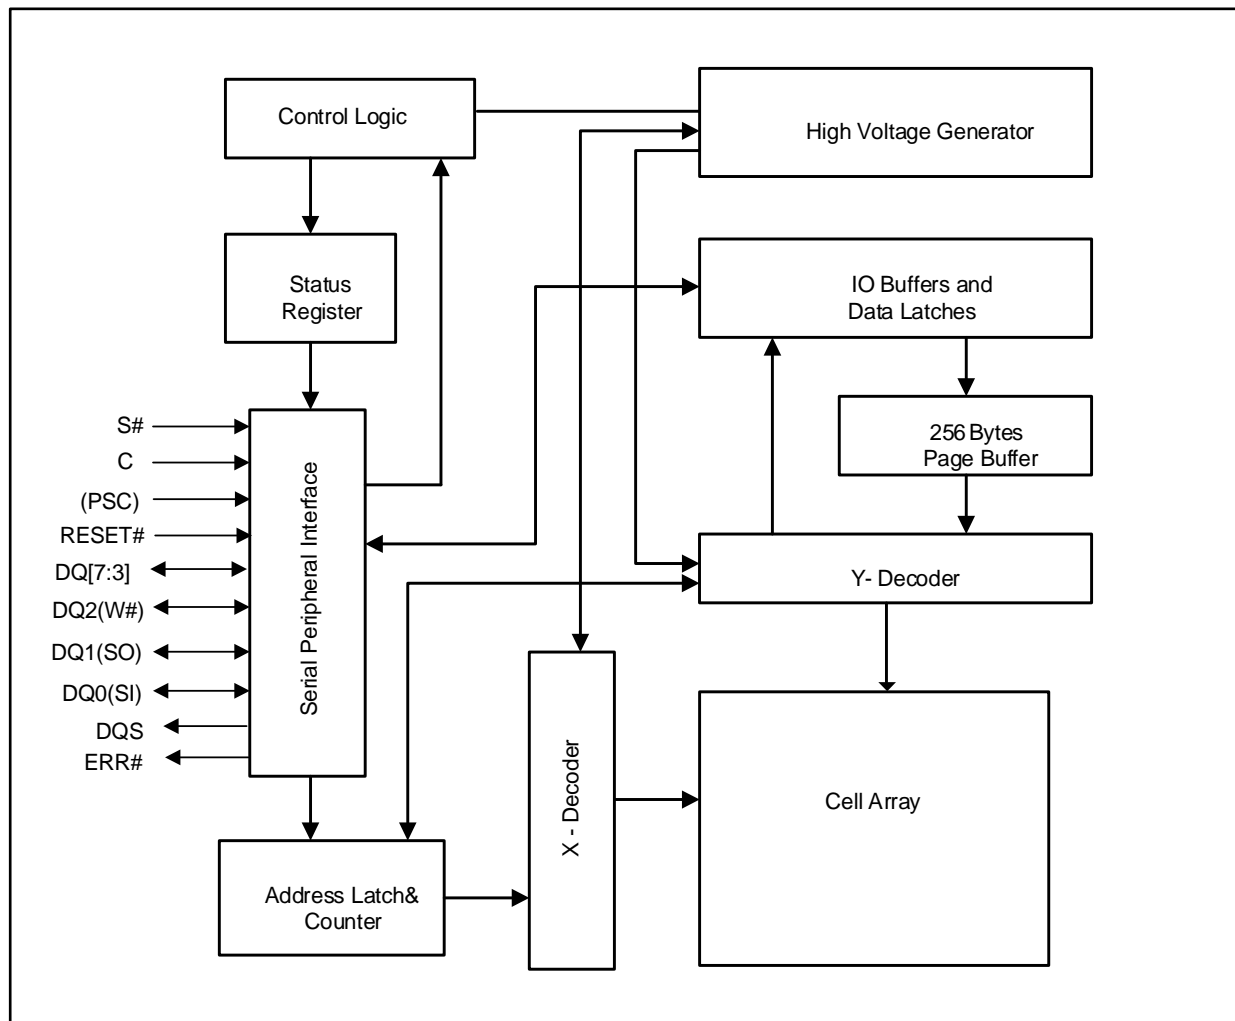 Control Logic
High Voltage Generator
Status
Register
IO Buffers and
Data Latches
256 Bytes
Page Buffer
S#
C
(PSC)
RESET#
DQ[7:3]
DQ2(W#)
DQ1(SO)
DQ0(SI)
DQS
ERR#
Serial Peripheral Interface
Y- Decoder
X - Decoder
Cell Array
Address Latch&
Counter